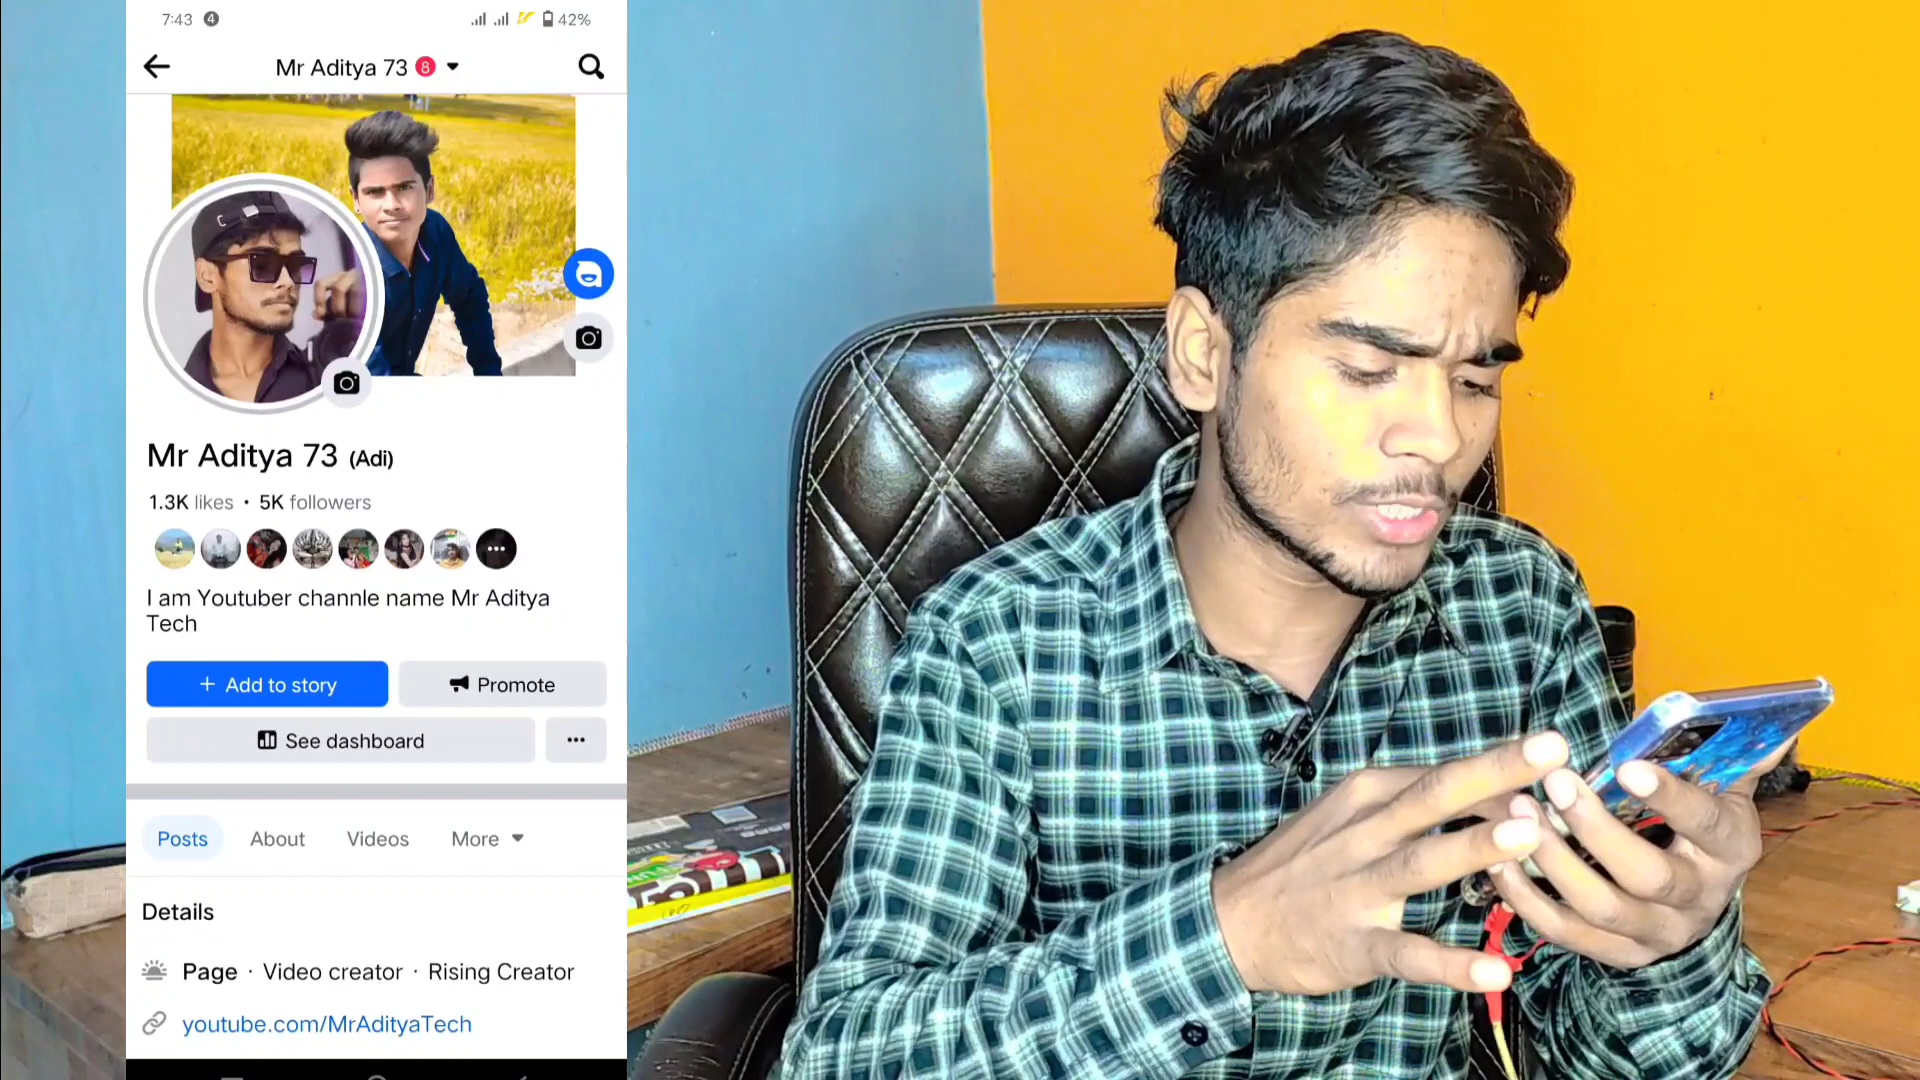 7:43 4 42%
Mr Aditya 73 8
Mr Aditya 73 (Adi)
1.3K likes • 5K followers
I am Youtuber channle name Mr Aditya
Tech
+ Add to story
Promote
See dashboard
Posts About Videos More
Details
Page · Video creator · Rising Creator
youtube.com/MrAdityaTech